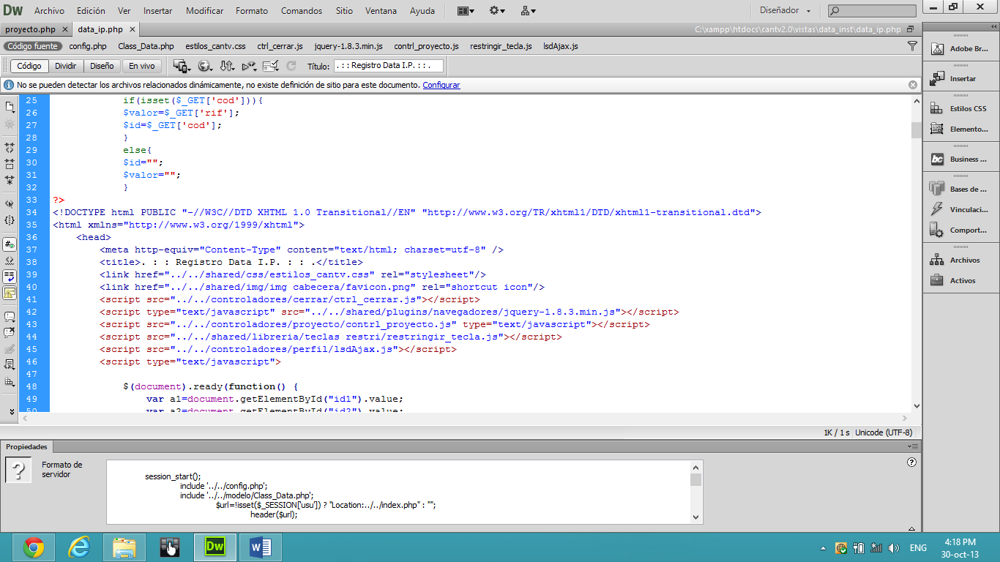 Dw Archivo Edición Ver Insertar Modificar Formato Comandos Sitio Ventana Ayuda Diseñador
proyecto.php data_ip.php C:\xampp\htdocs\cantv2.0\vistas\data_inst\data_ip.php
Código fuente config.php Class_Data.php estilos_cantv.css ctrl_cerrar.js jquery-1.8.3.min.js contrl_proyecto.js restringir_tecla.js lsdAjax.js
Código Dividir Diseño En vivo Título: . : : Registro Data I.P. : : .
No se pueden detectar los archivos relacionados dinámicamente, no existe definición de sitio para este documento. Configurar
25 if(isset($_GET['cod'])){
26 $valor=$_GET['rif'];
27 $id=$_GET['cod'];
28 }
29 else{
30 $id="";
31 $valor="";
32 }
33 ?>
34 <!DOCTYPE html PUBLIC "-//W3C//DTD XHTML 1.0 Transitional//EN" "http://www.w3.org/TR/xhtml1/DTD/xhtml1-transitional.dtd">
35 <html xmlns="http://www.w3.org/1999/xhtml">
36 <head>
37 <meta http-equiv="Content-Type" content="text/html; charset=utf-8" />
38 <title>. : : Registro Data I.P. : : .</title>
39 <link href="../../shared/css/estilos_cantv.css" rel="stylesheet"/>
40 <link href="../../shared/img/img cabecera/favicon.png" rel="shortcut icon"/>
41 <script src="../../controladores/cerrar/ctrl_cerrar.js"></script>
42 <script type="text/javascript" src="../../shared/plugins/navegadores/jquery-1.8.3.min.js"></script>
43 <script src="../../controladores/proyecto/contrl_proyecto.js" type="text/javascript"></script>
44 <script src="../../shared/libreria/teclas restri/restringir_tecla.js"></script>
45 <script src="../../controladores/perfil/lsdAjax.js"></script>
46 <script type="text/javascript">
47
48 $(document).ready(function() {
49 var a1=document.getElementById("id1").value;
50 var a2=document.getElementById("id2").value;
1K / 1 s Unicode (UTF-8)
Adobe Br...
Insertar
Estilos CSS
Elemento...
Business ...
Bases de ...
Vinculaci...
Comport...
Archivos
Activos
Propiedades
Formato de
servidor
session_start();
include '../../config.php';
include '../../modelo/Class_Data.php';
$url=!isset($_SESSION['usu']) ? "Location:../../index.php" : "";
header($url);
Dw ENG 4:18 PM
30-oct-13